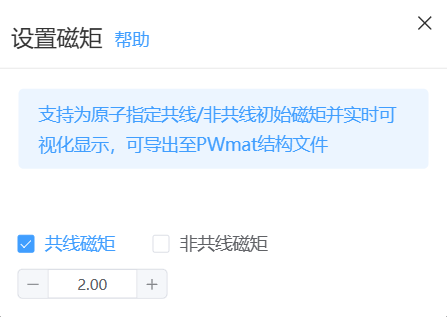 设置磁矩 帮助
支持为原子指定共线/非共线初始磁矩并实时可
视化显示，可导出至PWmat结构文件
共线磁矩 非共线磁矩
2.00